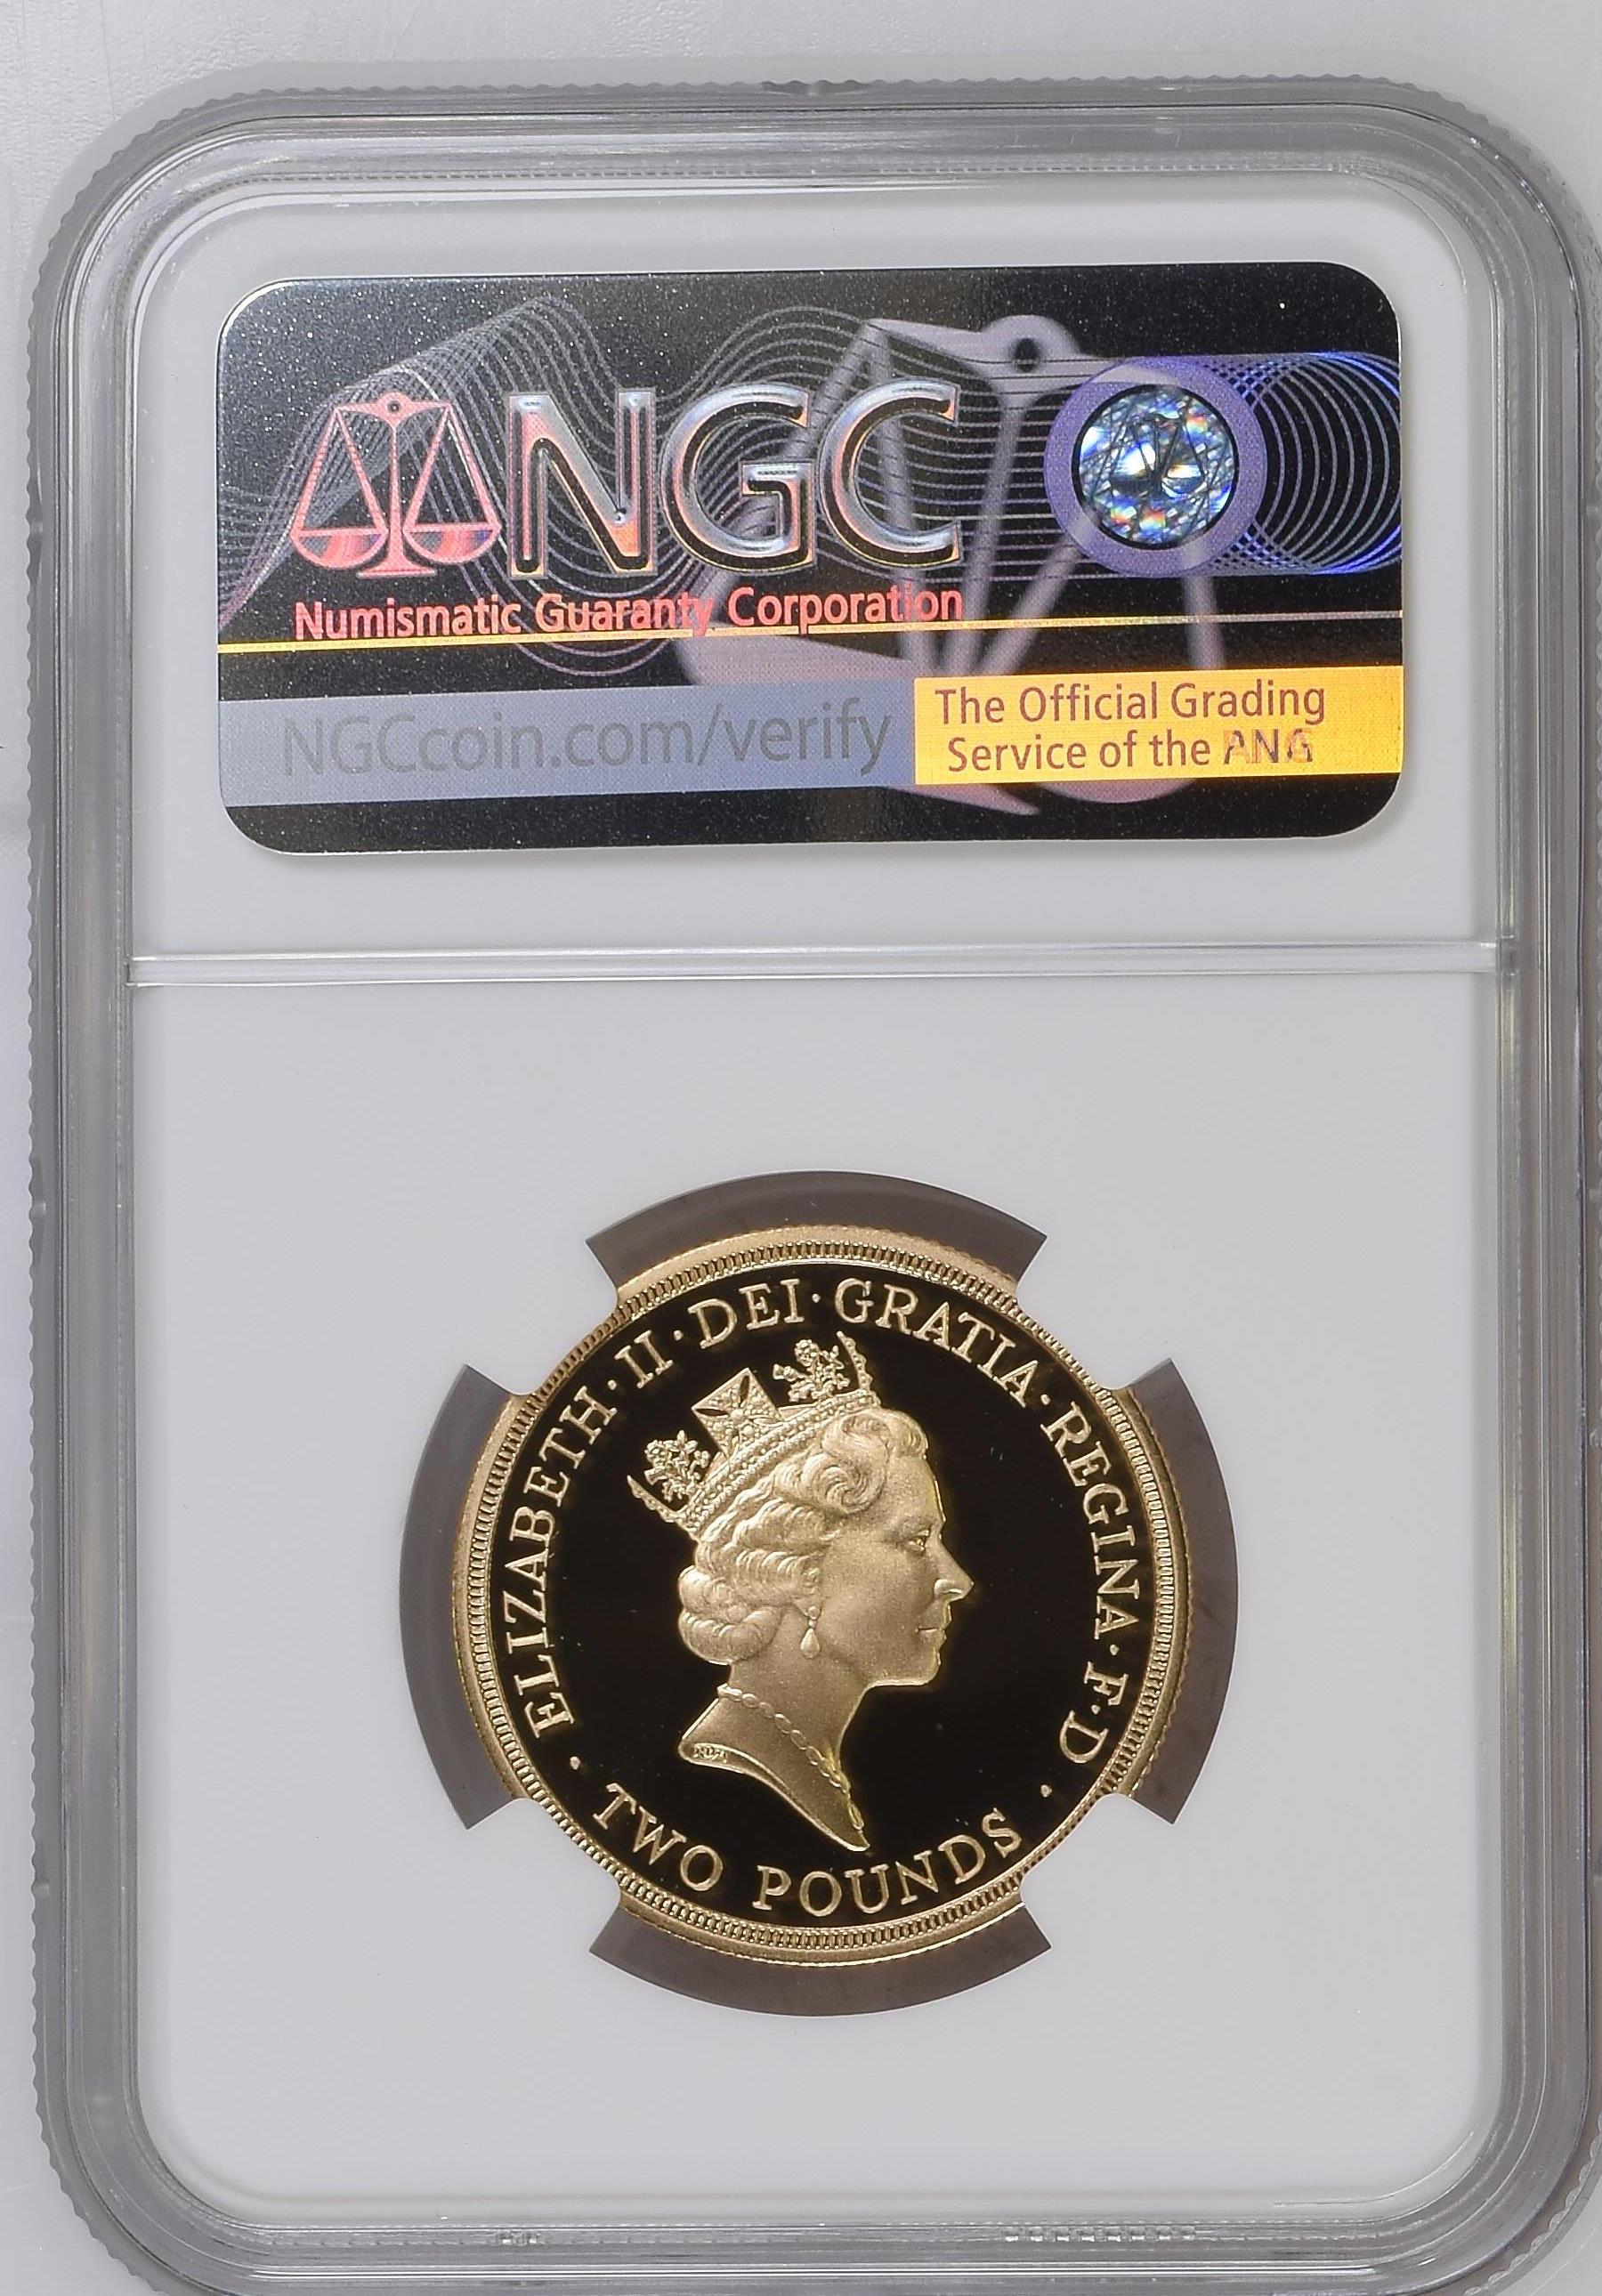 NGC
Numismatic Guaranty Corporation
NGCcoin.com/verify
The Official Grading
Service of the
ELIZABETH·II·DEI·GRATIA·REGINA·F·D
· TWO POUNDS ·